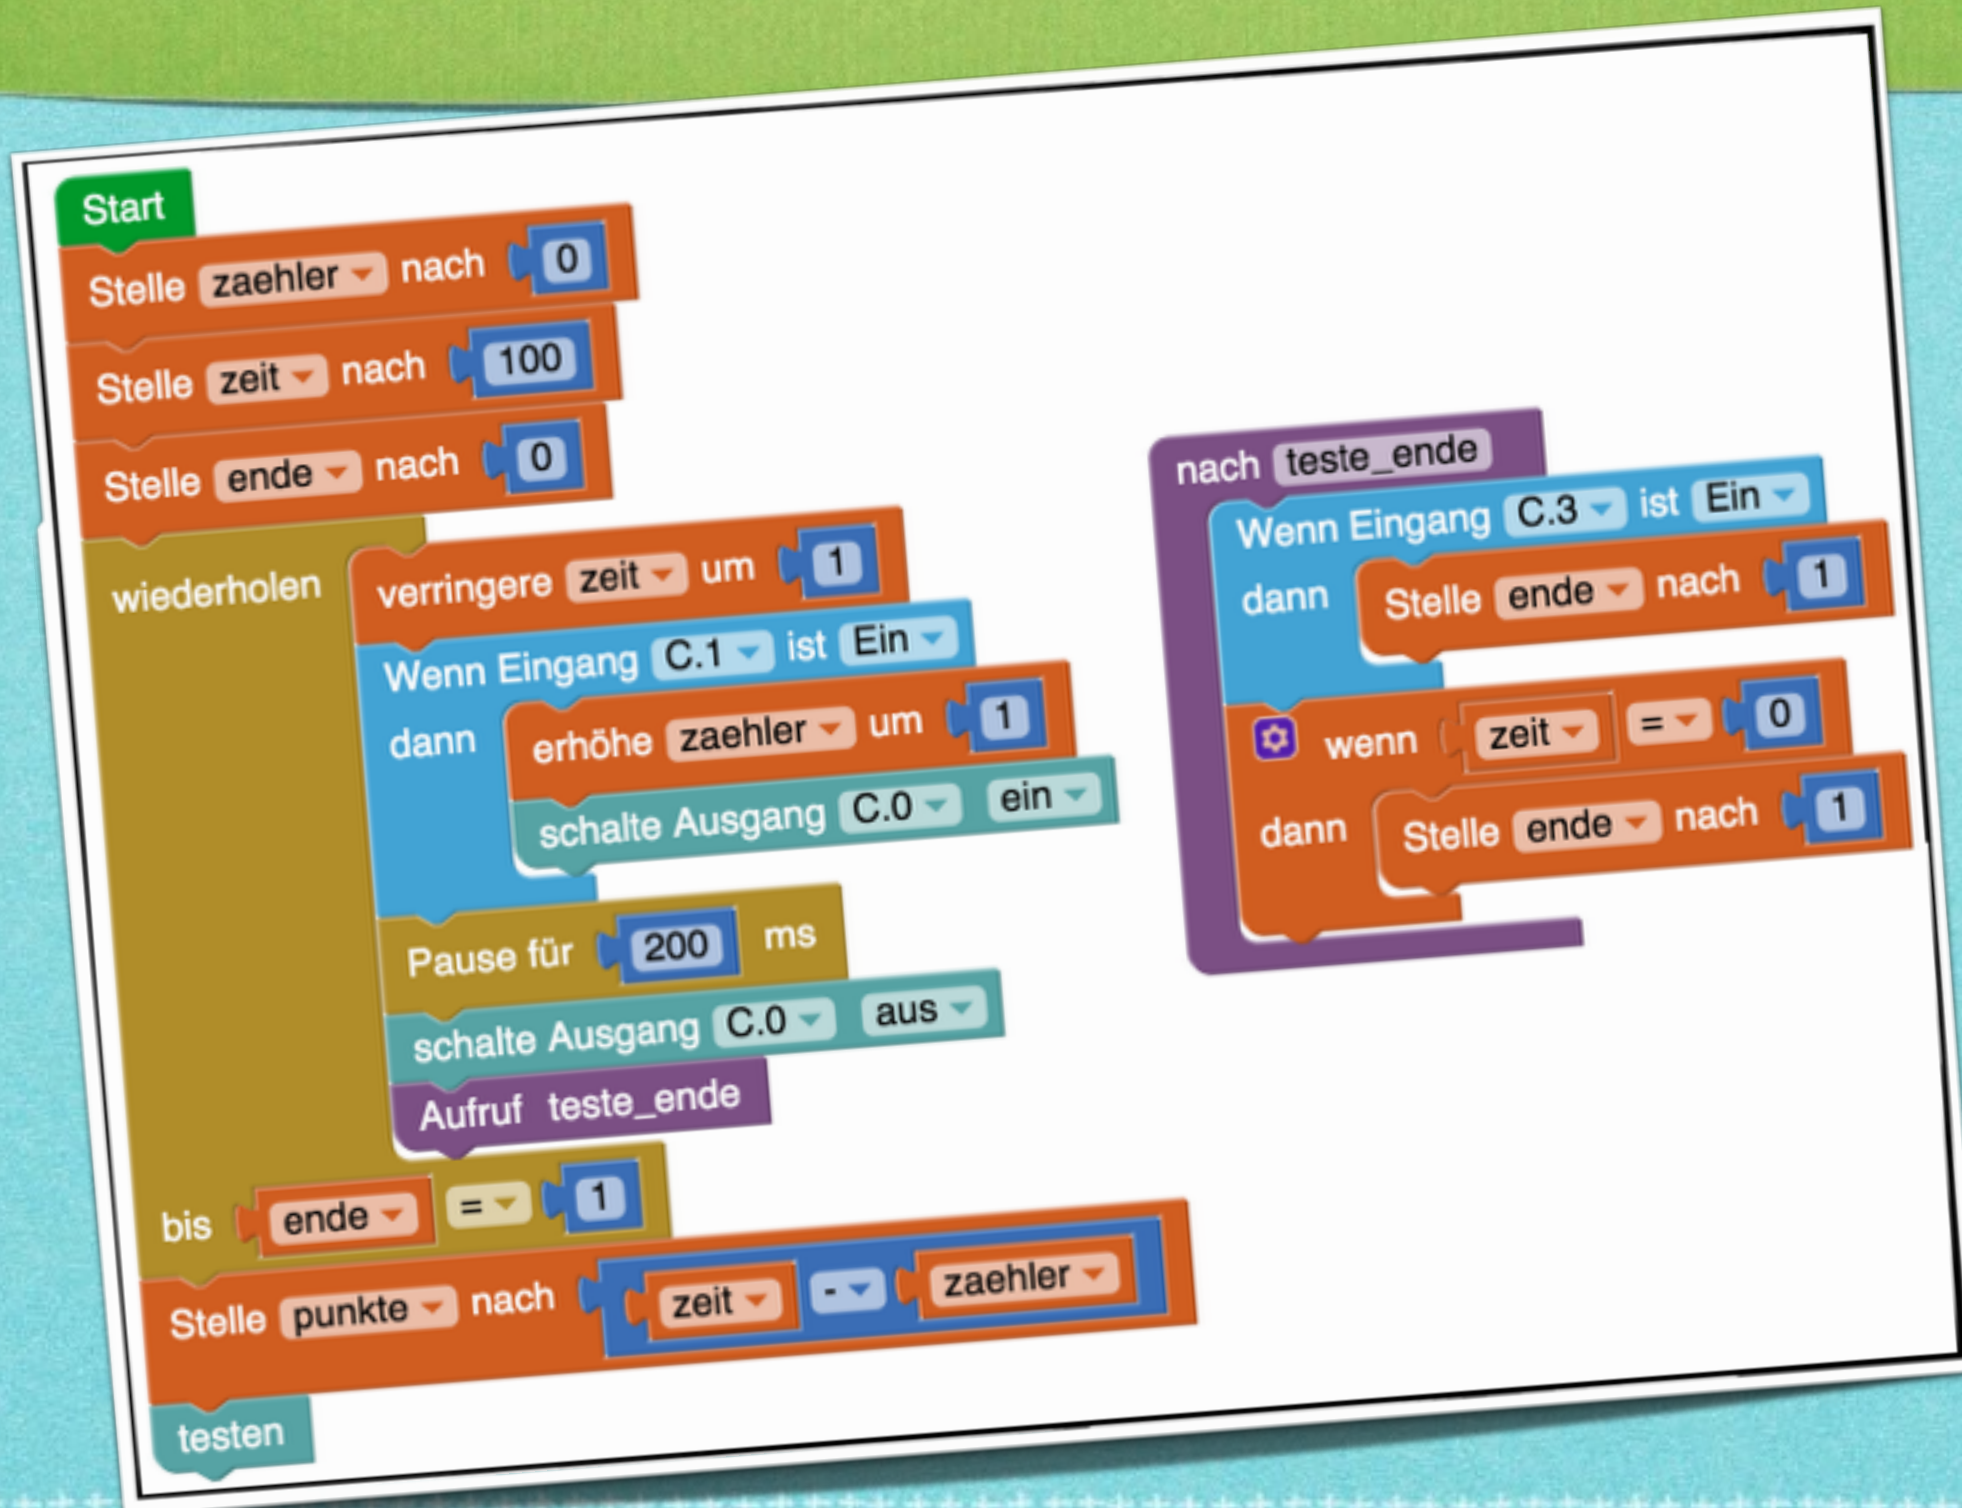 Start
Stelle zaehler nach 0
Stelle zeit nach 100
Stelle ende nach 0
wiederholen
verringere zeit um 1
Wenn Eingang C.1 ist Ein
dann
erhöhe zaehler um 1
schalte Ausgang C.0 ein
Pause für 200 ms
schalte Ausgang C.0 aus
Aufruf teste_ende
bis ende = 1
Stelle punkte nach zeit - zaehler
testen
nach teste_ende
Wenn Eingang C.3 ist Ein
dann Stelle ende nach 1
wenn zeit = 0
dann Stelle ende nach 1